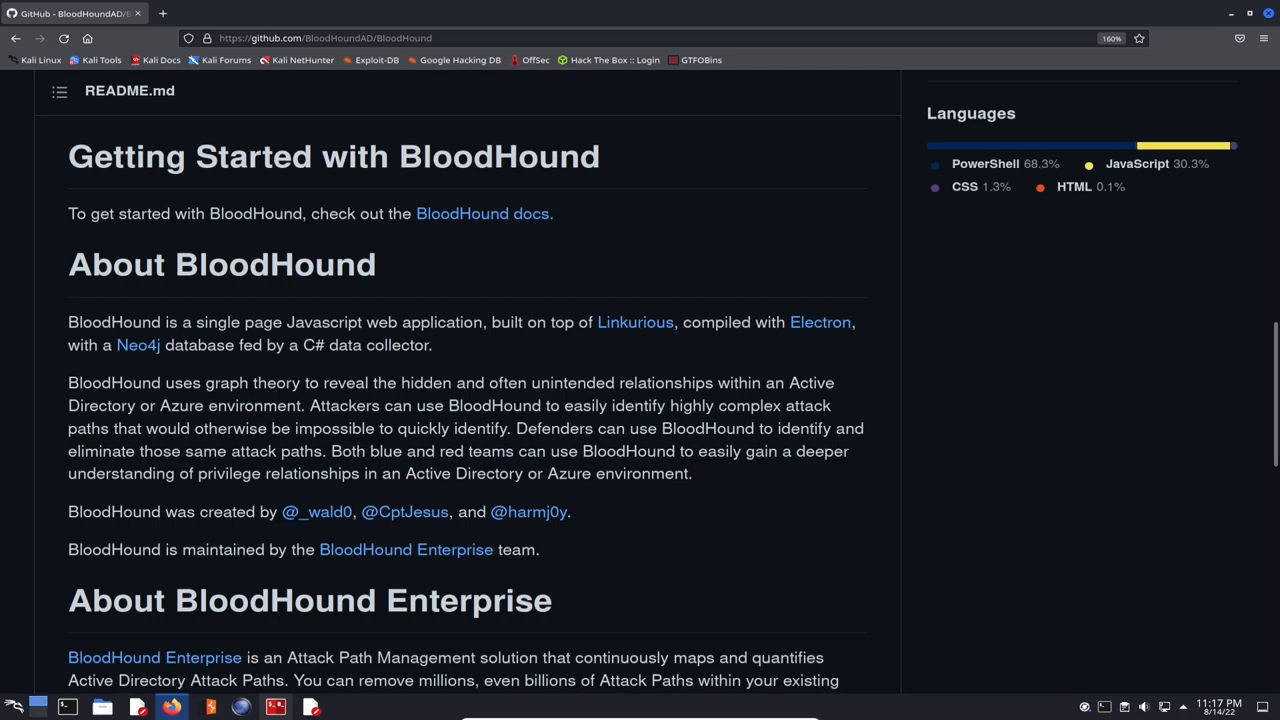 GitHub - BloodHoundAD/B
https://github.com/BloodHoundAD/BloodHound
160%
Kali Linux Kali Tools Kali Docs Kali Forums Kali NetHunter Exploit-DB Google Hacking DB OffSec Hack The Box :: Login GTFOBins
README.md
Getting Started with BloodHound
To get started with BloodHound, check out the BloodHound docs.
About BloodHound
BloodHound is a single page Javascript web application, built on top of Linkurious, compiled with Electron,
with a Neo4j database fed by a C# data collector.
BloodHound uses graph theory to reveal the hidden and often unintended relationships within an Active
Directory or Azure environment. Attackers can use BloodHound to easily identify highly complex attack
paths that would otherwise be impossible to quickly identify. Defenders can use BloodHound to identify and
eliminate those same attack paths. Both blue and red teams can use BloodHound to easily gain a deeper
understanding of privilege relationships in an Active Directory or Azure environment.
BloodHound was created by @_wald0, @CptJesus, and @harmj0y.
BloodHound is maintained by the BloodHound Enterprise team.
About BloodHound Enterprise
BloodHound Enterprise is an Attack Path Management solution that continuously maps and quantifies
Active Directory Attack Paths. You can remove millions, even billions of Attack Paths within your existing
Languages
PowerShell 68.3% JavaScript 30.3%
CSS 1.3% HTML 0.1%
11:17 PM
8/14/22